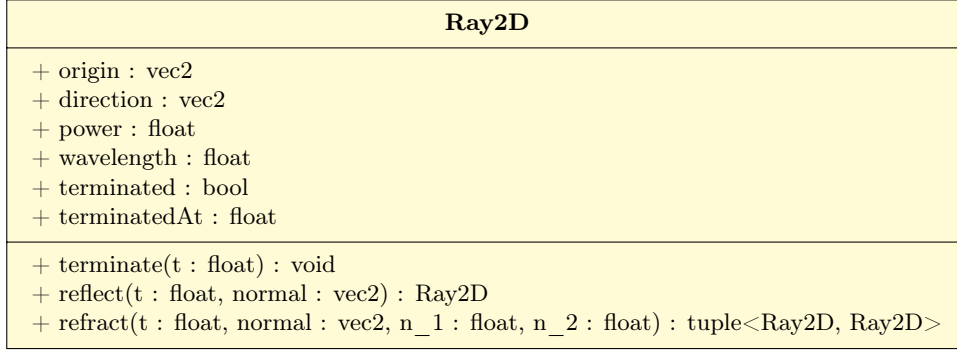 Ray2D
+ origin : vec2
+ direction : vec2
+ power : float
+ wavelength : float
+ terminated : bool
+ terminatedAt : float
+ terminate(t : float) : void
+ reflect(t : float, normal : vec2) : Ray2D
+ refract(t : float, normal : vec2, n_1 : float, n_2 : float) : tuple<Ray2D, Ray2D>